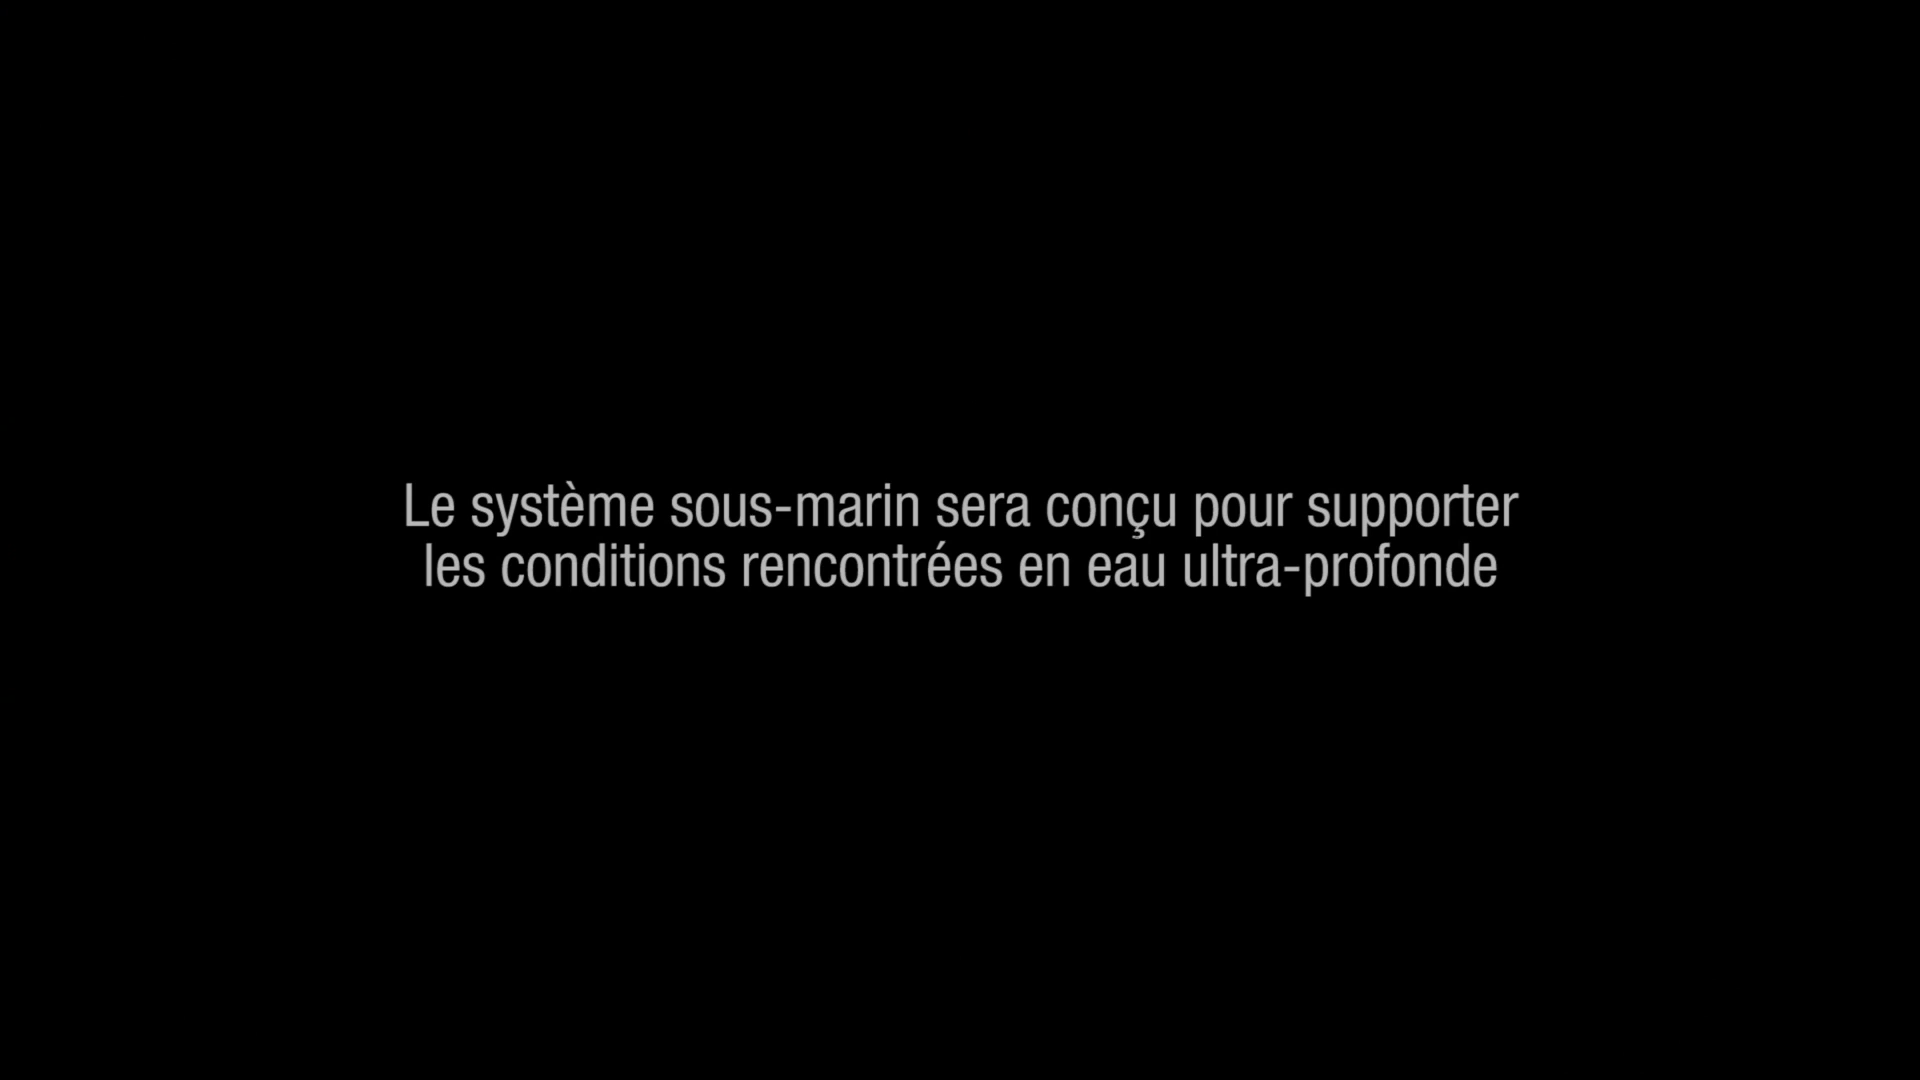 Le système sous-marin sera conçu pour supporter
les conditions rencontrées en eau ultra-profonde